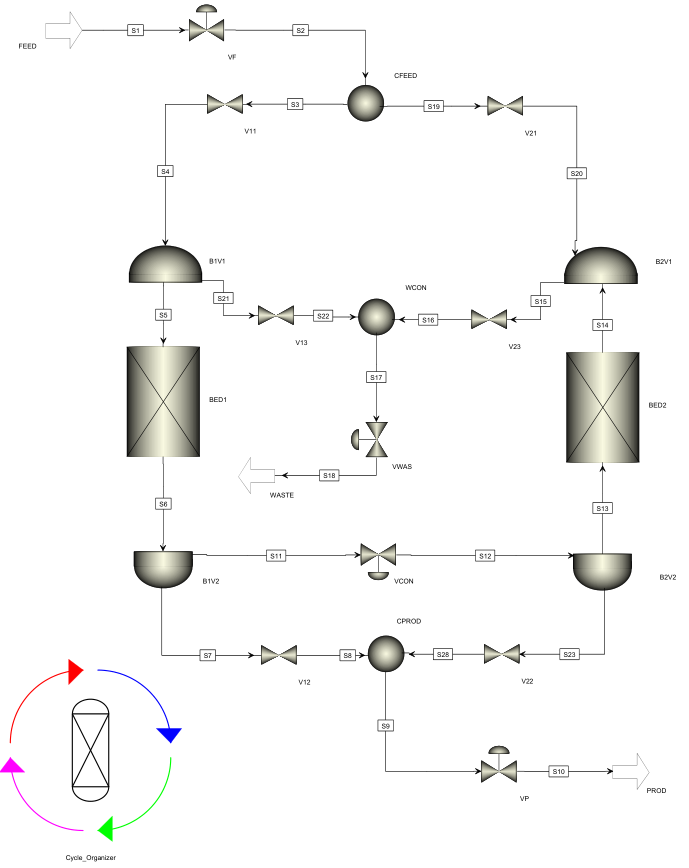 S1
S2
FEED
VF
CFEED
S3
S19
V11
V21
S4
S20
B1V1
B2V1
WCON
S21
S15
S5
S22
S16
S14
V13
V23
S17
BED1
BED2
VWAS
S18
WASTE
S6
S13
S11
S12
B1V2
VCON
B2V2
CPROD
S7
S8
S28
S23
V12
V22
S9
S10
VP
PROD
Cycle_Organizer